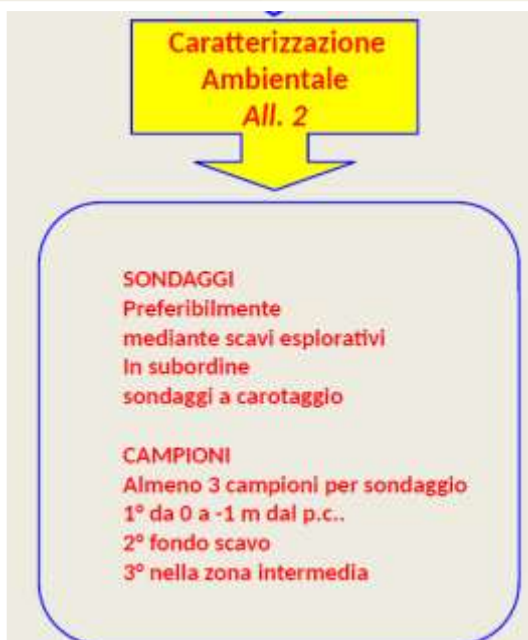 Caratterizzazione
Ambientale
All. 2
SONDAGGI
Preferibilmente
mediante scavi esplorativi
In subordine
sondaggi a carotaggio
CAMPIONI
Almeno 3 campioni per sondaggio
1° da 0 a -1 m dal p.c..
2° fondo scavo
3° nella zona intermedia